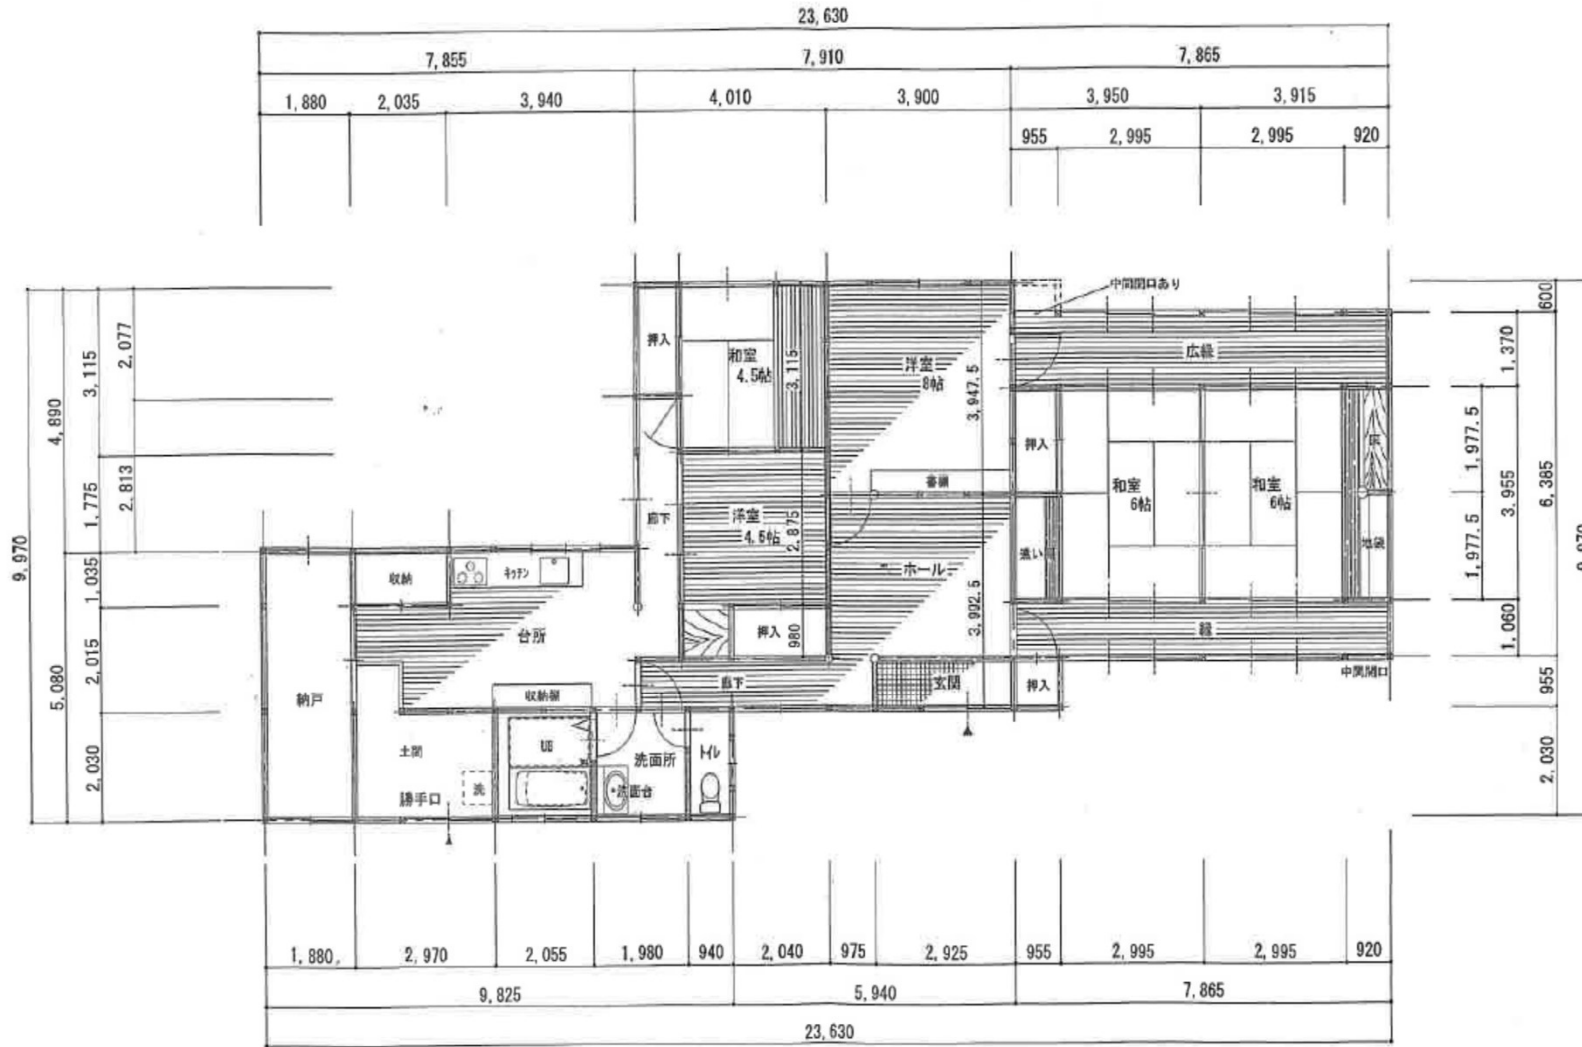 23,630
7,855 7,910 7,865
1,880 2,035 3,940 4,010 3,900 3,950 3,915
955 2,995 2,995 920
中間開口あり
600
押入
和室
4.5帖
3,115
洋室
8帖
3,947.5
広縁
1,370
2,077
3,115
4,890
9,970
押入
和室
6帖
和室
6帖
床
1,977.5
3,955
6,385
2,813
1,775
廊下
洋室
4.5帖
2,875
書棚
ホール
3,992.5
地袋
1,977.5
収納
キッチン
1,035
台所
押入
980
縁
1,060
2,015
5,080
納戸
収納棚
廊下
玄関
押入
中間開口
955
土間
UB
洗面所
トイレ
2,030
勝手口
洗
洗面台
2,030
1,880 2,970 2,055 1,980 940 2,040 975 2,925 955 2,995 2,995 920
9,825 5,940 7,865
23,630